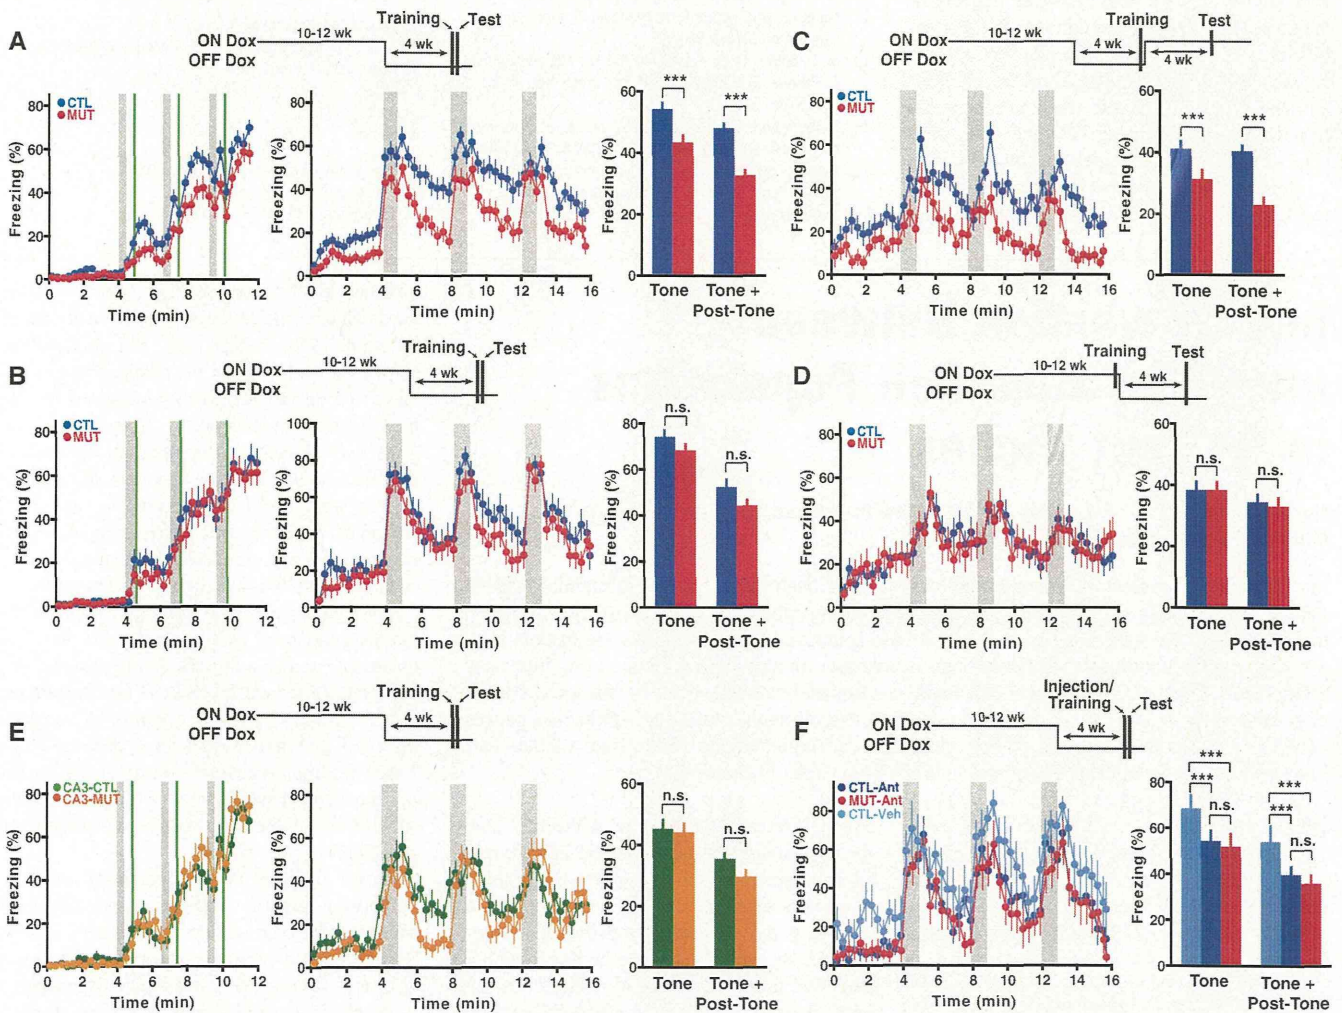 A
Training
Test
ON Dox
10-12 wk
OFF Dox
4 wk
CTL
MUT
Freezing (%)
80
60
40
20
0
0 2 4 6 8 10 12
Time (min)
Freezing (%)
80
60
40
20
0
0 2 4 6 8 10 12 14 16
Time (min)
Freezing (%)
60
40
20
0
***
***
Tone
Tone +
Post-Tone
C
Training
Test
ON Dox
10-12 wk
OFF Dox
4 wk
4 wk
CTL
MUT
Freezing (%)
80
60
40
20
0
0 2 4 6 8 10 12 14 16
Time (min)
Freezing (%)
60
40
20
0
***
***
Tone
Tone +
Post-Tone
B
Training
Test
ON Dox
10-12 wk
OFF Dox
4 wk
CTL
MUT
Freezing (%)
80
60
40
20
0
0 2 4 6 8 10 12
Time (min)
Freezing (%)
100
80
60
40
20
0
0 2 4 6 8 10 12 14 16
Time (min)
Freezing (%)
80
60
40
20
0
n.s.
n.s.
Tone
Tone +
Post-Tone
D
Training
Test
ON Dox
10-12 wk
OFF Dox
4 wk
CTL
MUT
Freezing (%)
80
60
40
20
0
0 2 4 6 8 10 12 14 16
Time (min)
Freezing (%)
60
40
20
0
n.s.
n.s.
Tone
Tone +
Post-Tone
E
Training
Test
ON Dox
10-12 wk
OFF Dox
4 wk
CA3-CTL
CA3-MUT
Freezing (%)
80
60
40
20
0
0 2 4 6 8 10 12
Time (min)
Freezing (%)
80
60
40
20
0
0 2 4 6 8 10 12 14 16
Time (min)
Freezing (%)
60
40
20
0
n.s.
n.s.
Tone
Tone +
Post-Tone
F
Injection/
Training
Test
ON Dox
10-12 wk
OFF Dox
4 wk
CTL-Ant
MUT-Ant
CTL-Veh
Freezing (%)
80
60
40
20
0
0 2 4 6 8 10 12 14 16
Time (min)
Freezing (%)
80
60
40
20
0
***
***
n.s.
***
***
n.s.
Tone
Tone +
Post-Tone